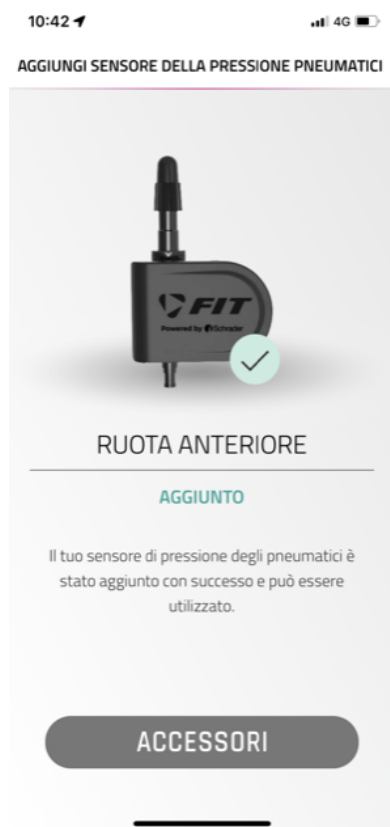 10:42
4G
AGGIUNGI SENSORE DELLA PRESSIONE PNEUMATICI
FIT
Powered by Schrader
RUOTA ANTERIORE
AGGIUNTO
Il tuo sensore di pressione degli pneumatici è
stato aggiunto con successo e può essere
utilizzato.
ACCESSORI